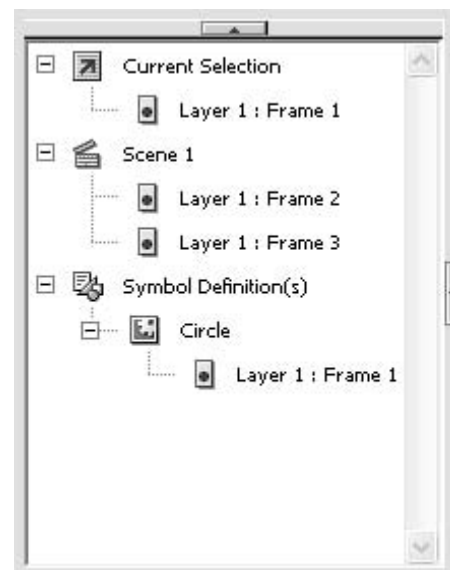 Current Selection
Layer 1 : Frame 1
Scene 1
Layer 1 : Frame 2
Layer 1 : Frame 3
Symbol Definition(s)
Circle
Layer 1 : Frame 1